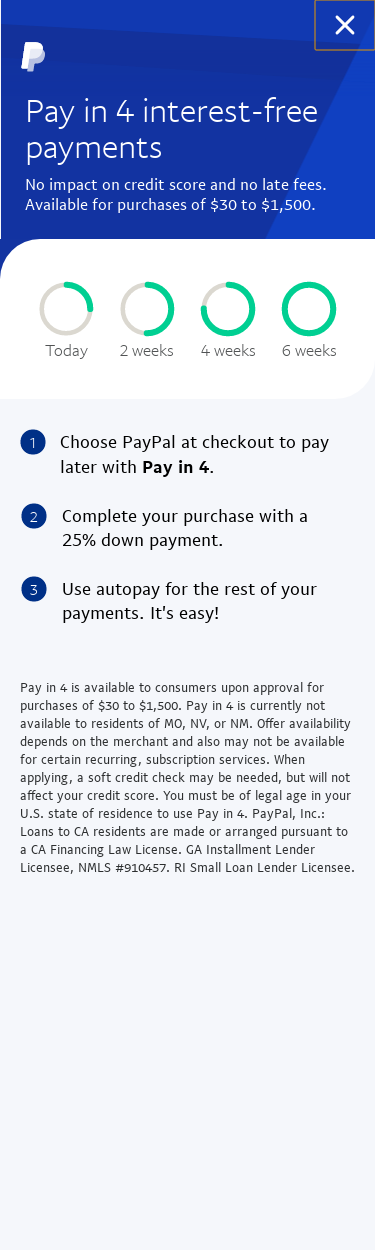 Pay in 4 interest-free
payments
No impact on credit score and no late fees.
Available for purchases of $30 to $1,500.
Today 2 weeks 4 weeks 6 weeks
1 Choose PayPal at checkout to pay
later with Pay in 4.
2 Complete your purchase with a
25% down payment.
3 Use autopay for the rest of your
payments. It's easy!
Pay in 4 is available to consumers upon approval for
purchases of $30 to $1,500. Pay in 4 is currently not
available to residents of MO, NV, or NM. Offer availability
depends on the merchant and also may not be available
for certain recurring, subscription services. When
applying, a soft credit check may be needed, but will not
affect your credit score. You must be of legal age in your
U.S. state of residence to use Pay in 4. PayPal, Inc.:
Loans to CA residents are made or arranged pursuant to
a CA Financing Law License. GA Installment Lender
Licensee, NMLS #910457. RI Small Loan Lender Licensee.